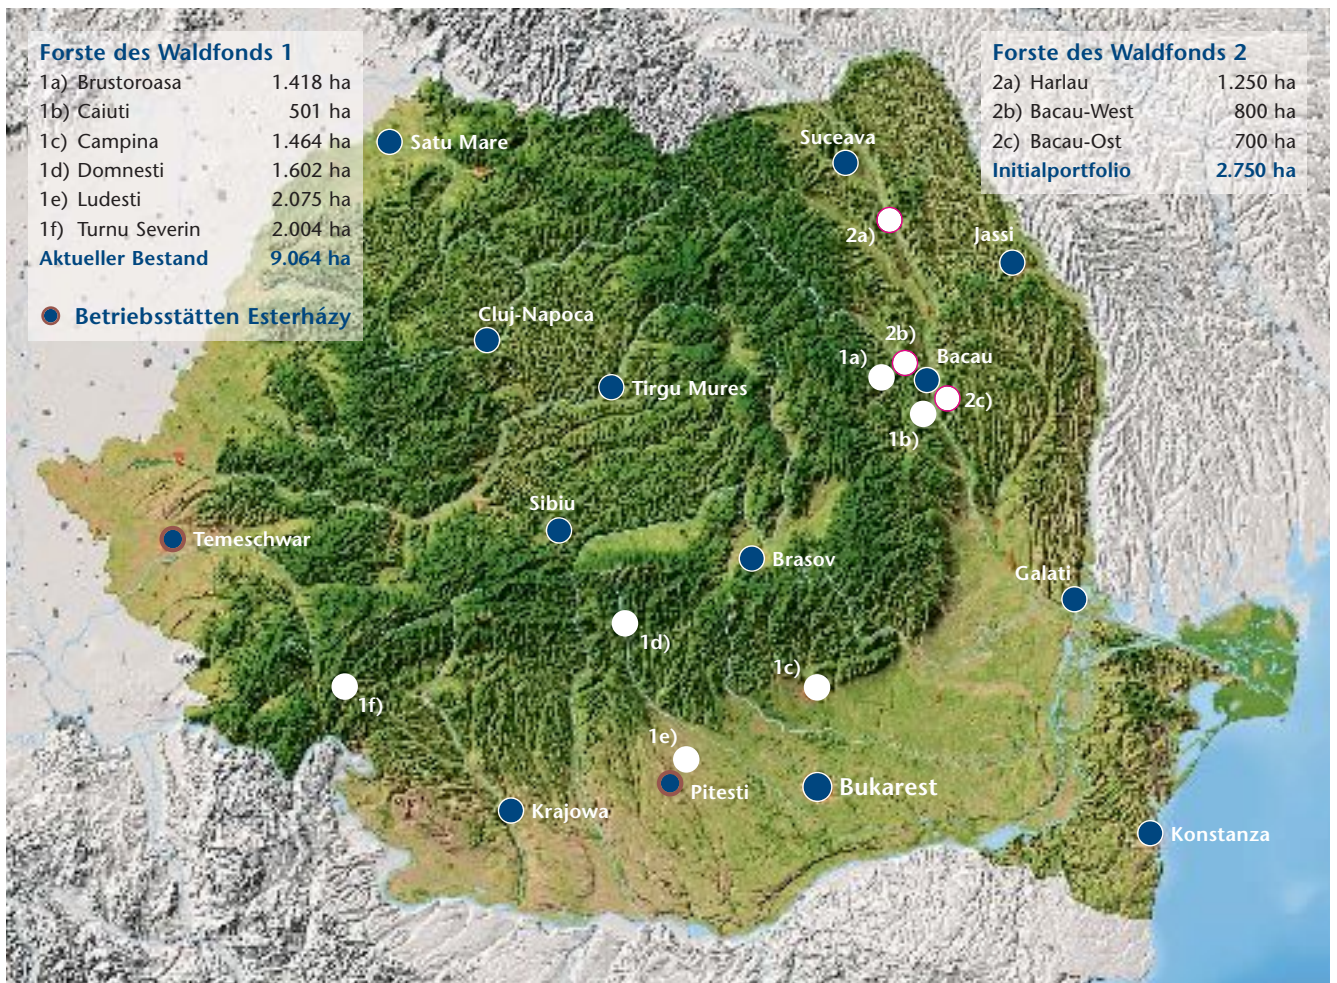 Forste des Waldfonds 1
1a) Brustoroasa 1.418 ha
1b) Caiuti 501 ha
1c) Campina 1.464 ha
1d) Domnesti 1.602 ha
1e) Ludesti 2.075 ha
1f) Turnu Severin 2.004 ha
Aktueller Bestand 9.064 ha
Betriebsstätten Esterházy
Forste des Waldfonds 2
2a) Harlau 1.250 ha
2b) Bacau-West 800 ha
2c) Bacau-Ost 700 ha
Initialportfolio 2.750 ha
Satu Mare
Suceava
2a)
Jassi
Cluj-Napoca
2b)
1a)
Bacau
Tirgu Mures
2c)
1b)
Sibiu
Temeschwar
Brasov
Galati
1d)
1c)
1f)
1e)
Pitesti
Bukarest
Krajowa
Konstanza